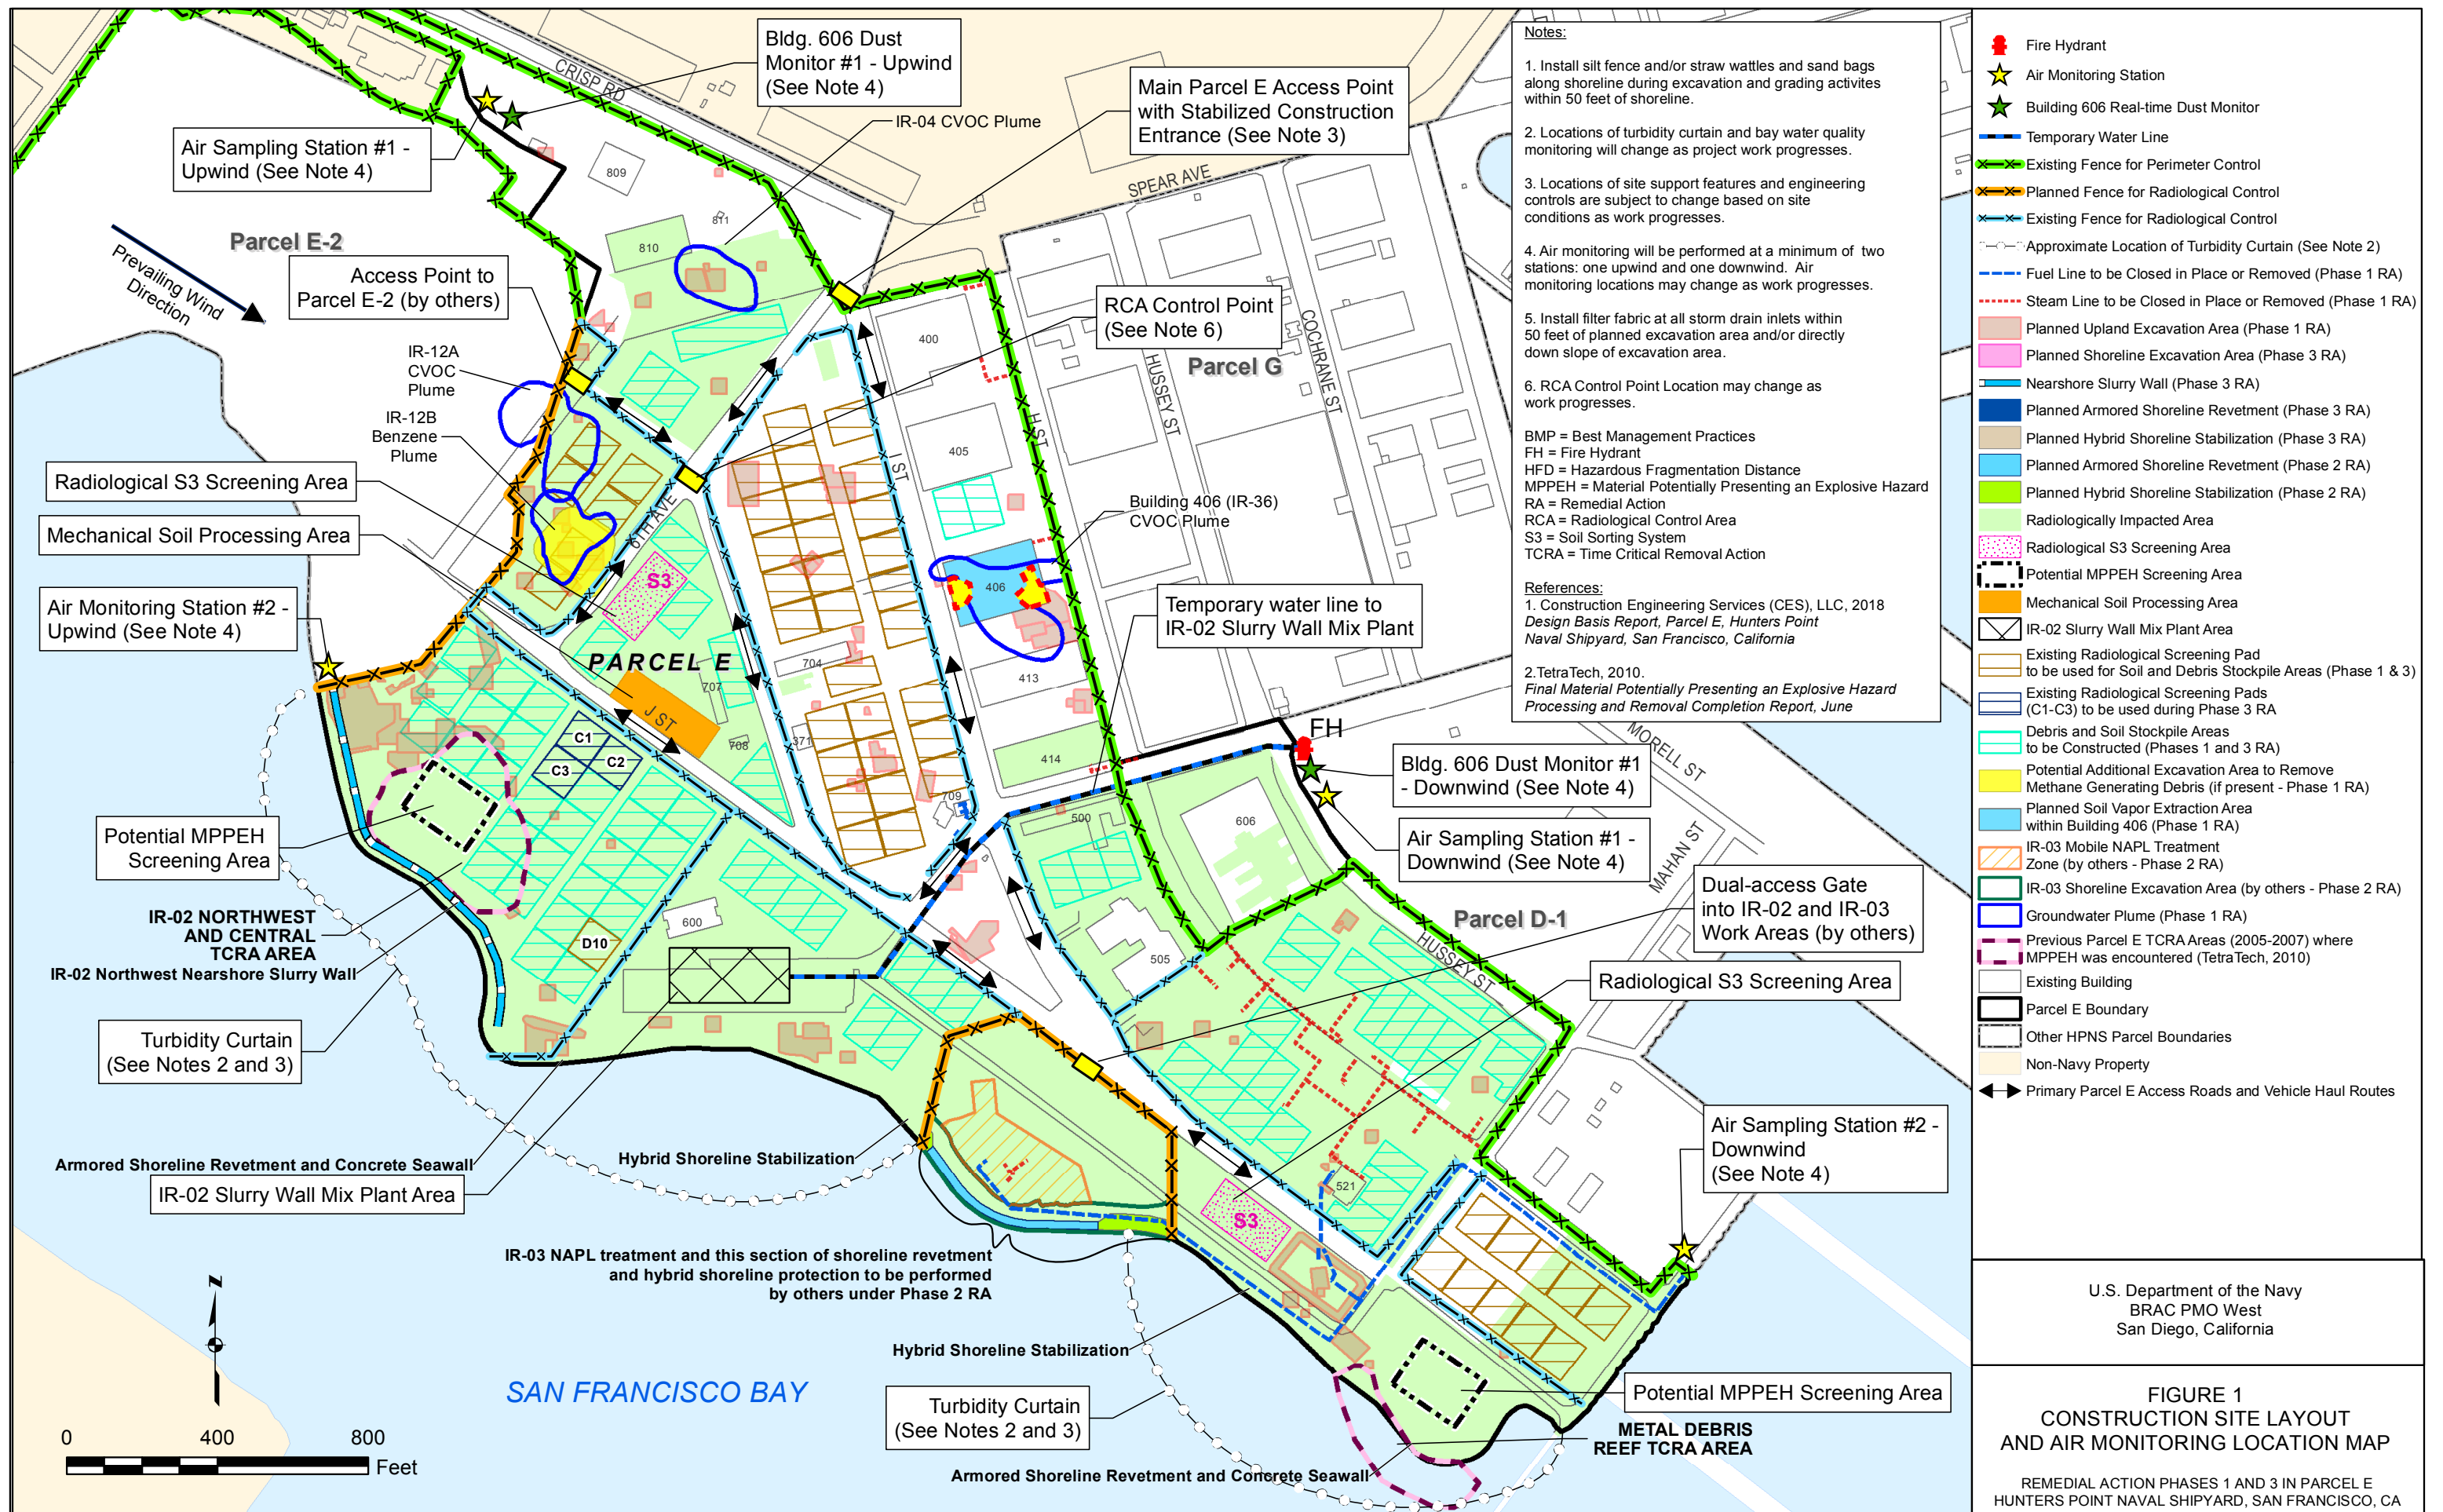 Bldg. 606 Dust
Monitor #1 - Upwind
(See Note 4)
CRISP RD
Main Parcel E Access Point
with Stabilized Construction
Entrance (See Note 3)
IR-04 CVOC Plume
Air Sampling Station #1 -
Upwind (See Note 4)
809
811
810
SPEAR AVE
Parcel E-2
Prevailing Wind
Direction
Access Point to
Parcel E-2 (by others)
RCA Control Point
(See Note 6)
COCHRANE ST
HUSSEY ST
Parcel G
400
IR-12A
CVOC
Plume
IR-12B
Benzene
Plume
H ST
I ST
405
Radiological S3 Screening Area
Mechanical Soil Processing Area
6TH AVE
Building 406 (IR-36)
CVOC Plume
S3
406
Air Monitoring Station #2 -
Upwind (See Note 4)
Temporary water line to
IR-02 Slurry Wall Mix Plant
PARCEL E
704
707
413
J ST
708
371
414
709
500
C1
C2
C3
FH
MORELL ST
Bldg. 606 Dust Monitor #1
- Downwind (See Note 4)
606
Air Sampling Station #1 -
Downwind (See Note 4)
MAHAN ST
Potential MPPEH
Screening Area
Dual-access Gate
into IR-02 and IR-03
Work Areas (by others)
Parcel D-1
HUSSEY ST
IR-02 NORTHWEST
AND CENTRAL
TCRA AREA
IR-02 Northwest Nearshore Slurry Wall
600
D10
505
Radiological S3 Screening Area
Turbidity Curtain
(See Notes 2 and 3)
Air Sampling Station #2 -
Downwind
(See Note 4)
Armored Shoreline Revetment and Concrete Seawall
IR-02 Slurry Wall Mix Plant Area
Hybrid Shoreline Stabilization
521
S3
IR-03 NAPL treatment and this section of shoreline revetment
and hybrid shoreline protection to be performed
by others under Phase 2 RA
N
Hybrid Shoreline Stabilization
SAN FRANCISCO BAY
Turbidity Curtain
(See Notes 2 and 3)
Potential MPPEH Screening Area
METAL DEBRIS
REEF TCRA AREA
Armored Shoreline Revetment and Concrete Seawall
0 400 800
Feet
Notes:
1. Install silt fence and/or straw wattles and sand bags
along shoreline during excavation and grading activites
within 50 feet of shoreline.
2. Locations of turbidity curtain and bay water quality
monitoring will change as project work progresses.
3. Locations of site support features and engineering
controls are subject to change based on site
conditions as work progresses.
4. Air monitoring will be performed at a minimum of two
stations: one upwind and one downwind. Air
monitoring locations may change as work progresses.
5. Install filter fabric at all storm drain inlets within
50 feet of planned excavation area and/or directly
down slope of excavation area.
6. RCA Control Point Location may change as
work progresses.
BMP = Best Management Practices
FH = Fire Hydrant
HFD = Hazardous Fragmentation Distance
MPPEH = Material Potentially Presenting an Explosive Hazard
RA = Remedial Action
RCA = Radiological Control Area
S3 = Soil Sorting System
TCRA = Time Critical Removal Action
References:
1. Construction Engineering Services (CES), LLC, 2018
Design Basis Report, Parcel E, Hunters Point
Naval Shipyard, San Francisco, California
2.TetraTech, 2010.
Final Material Potentially Presenting an Explosive Hazard
Processing and Removal Completion Report, June
Fire Hydrant
Air Monitoring Station
Building 606 Real-time Dust Monitor
Temporary Water Line
Existing Fence for Perimeter Control
Planned Fence for Radiological Control
Existing Fence for Radiological Control
Approximate Location of Turbidity Curtain (See Note 2)
Fuel Line to be Closed in Place or Removed (Phase 1 RA)
Steam Line to be Closed in Place or Removed (Phase 1 RA)
Planned Upland Excavation Area (Phase 1 RA)
Planned Shoreline Excavation Area (Phase 3 RA)
Nearshore Slurry Wall (Phase 3 RA)
Planned Armored Shoreline Revetment (Phase 3 RA)
Planned Hybrid Shoreline Stabilization (Phase 3 RA)
Planned Armored Shoreline Revetment (Phase 2 RA)
Planned Hybrid Shoreline Stabilization (Phase 2 RA)
Radiologically Impacted Area
Radiological S3 Screening Area
Potential MPPEH Screening Area
Mechanical Soil Processing Area
IR-02 Slurry Wall Mix Plant Area
Existing Radiological Screening Pad
to be used for Soil and Debris Stockpile Areas (Phase 1 & 3)
Existing Radiological Screening Pads
(C1-C3) to be used during Phase 3 RA
Debris and Soil Stockpile Areas
to be Constructed (Phases 1 and 3 RA)
Potential Additional Excavation Area to Remove
Methane Generating Debris (if present - Phase 1 RA)
Planned Soil Vapor Extraction Area
within Building 406 (Phase 1 RA)
IR-03 Mobile NAPL Treatment
Zone (by others - Phase 2 RA)
IR-03 Shoreline Excavation Area (by others - Phase 2 RA)
Groundwater Plume (Phase 1 RA)
Previous Parcel E TCRA Areas (2005-2007) where
MPPEH was encountered (TetraTech, 2010)
Existing Building
Parcel E Boundary
Other HPNS Parcel Boundaries
Non-Navy Property
Primary Parcel E Access Roads and Vehicle Haul Routes
U.S. Department of the Navy
BRAC PMO West
San Diego, California
FIGURE 1
CONSTRUCTION SITE LAYOUT
AND AIR MONITORING LOCATION MAP
REMEDIAL ACTION PHASES 1 AND 3 IN PARCEL E
HUNTERS POINT NAVAL SHIPYARD, SAN FRANCISCO, CA